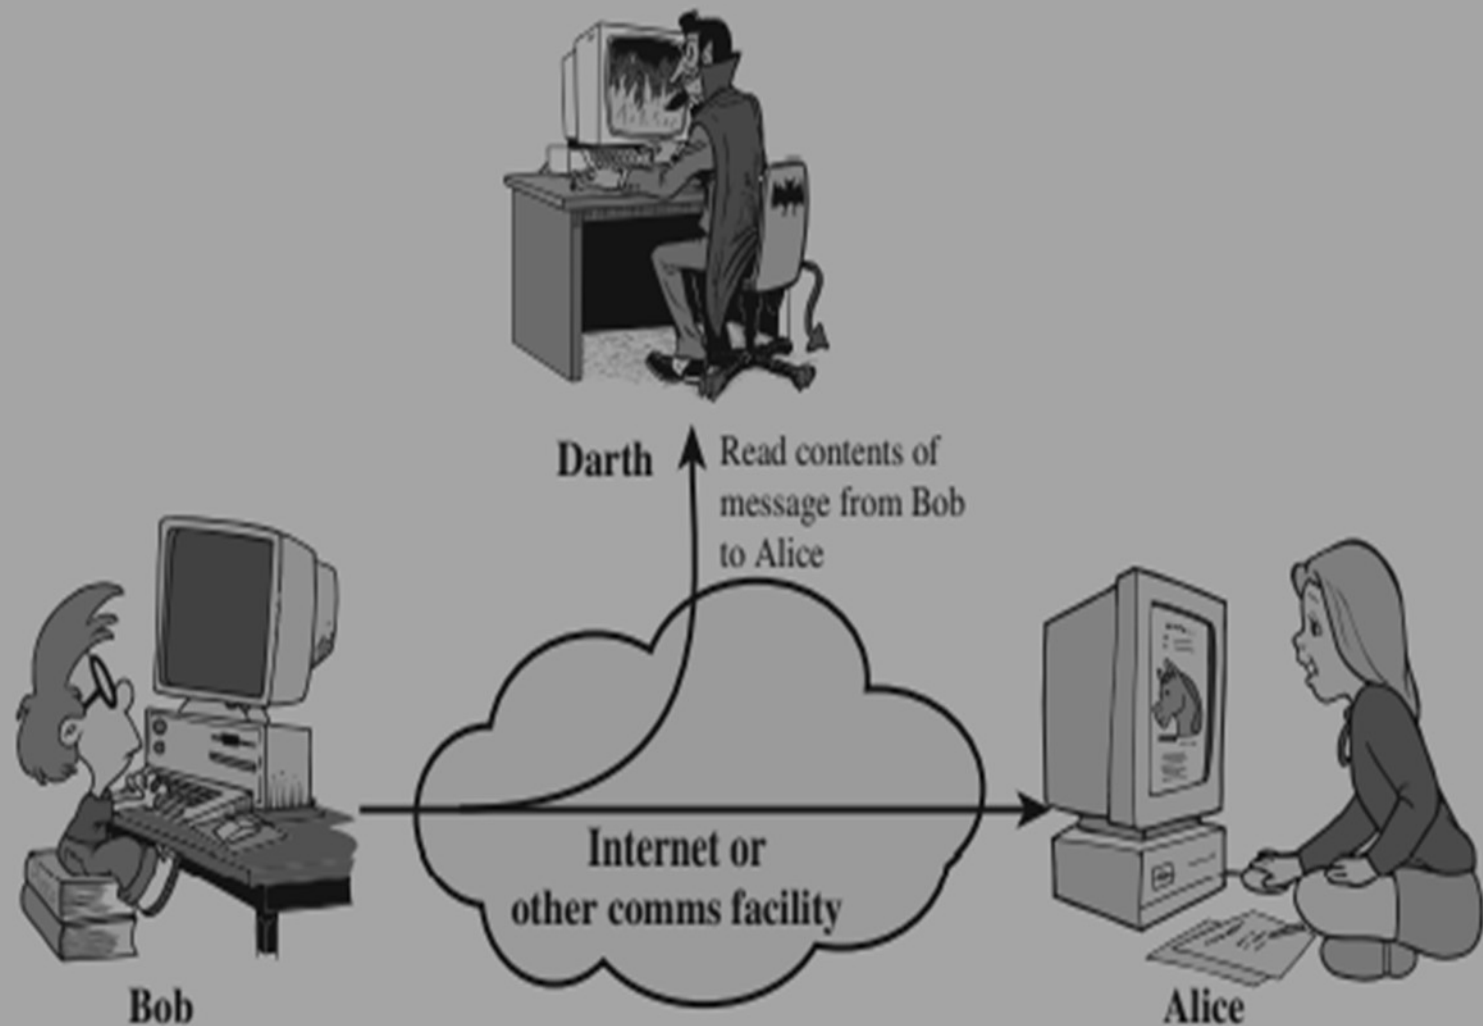 Darth
Read contents of
message from Bob
to Alice
Internet or
other comms facility
Bob
Alice